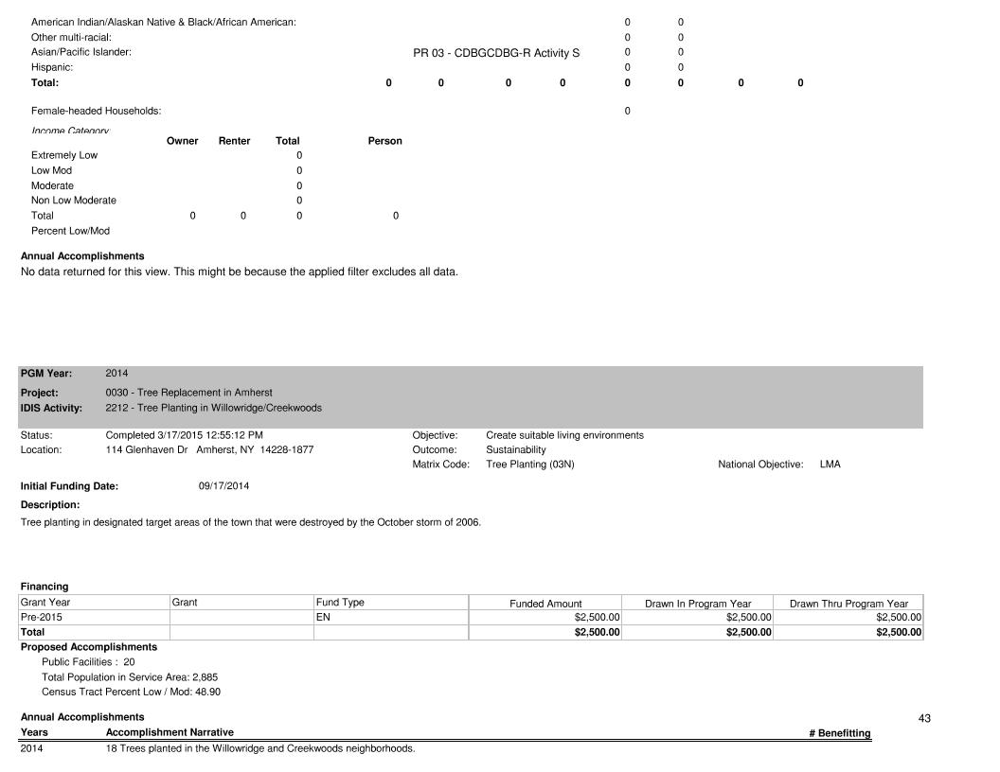 American Indian/Alaskan Native & Black/African American: 0 0
Other multi-racial: 0 0
Asian/Pacific Islander: PR 03 - CDBGCDBG-R Activity S 0 0
Hispanic: 0 0
Total: 0 0 0 0 0 0 0 0
Female-headed Households: 0
Income Category:
Owner Renter Total Person
Extremely Low 0
Low Mod 0
Moderate 0
Non Low Moderate 0
Total 0 0 0 0
Percent Low/Mod
Annual Accomplishments
No data returned for this view. This might be because the applied filter excludes all data.
PGM Year: 2014
Project: 0030 - Tree Replacement in Amherst
IDIS Activity: 2212 - Tree Planting in Willowridge/Creekwoods
Status: Completed 3/17/2015 12:55:12 PM Objective: Create suitable living environments
Location: 114 Glenhaven Dr Amherst, NY 14228-1877 Outcome: Sustainability
Matrix Code: Tree Planting (03N) National Objective: LMA
Initial Funding Date: 09/17/2014
Description:
Tree planting in designated target areas of the town that were destroyed by the October storm of 2006.
Financing
Grant Year Grant Fund Type Funded Amount Drawn In Program Year Drawn Thru Program Year
Pre-2015 EN $2,500.00 $2,500.00 $2,500.00
Total $2,500.00 $2,500.00 $2,500.00
Proposed Accomplishments
Public Facilities : 20
Total Population in Service Area: 2,885
Census Tract Percent Low / Mod: 48.90
Annual Accomplishments 43
Years Accomplishment Narrative # Benefitting
2014 18 Trees planted in the Willowridge and Creekwoods neighborhoods.